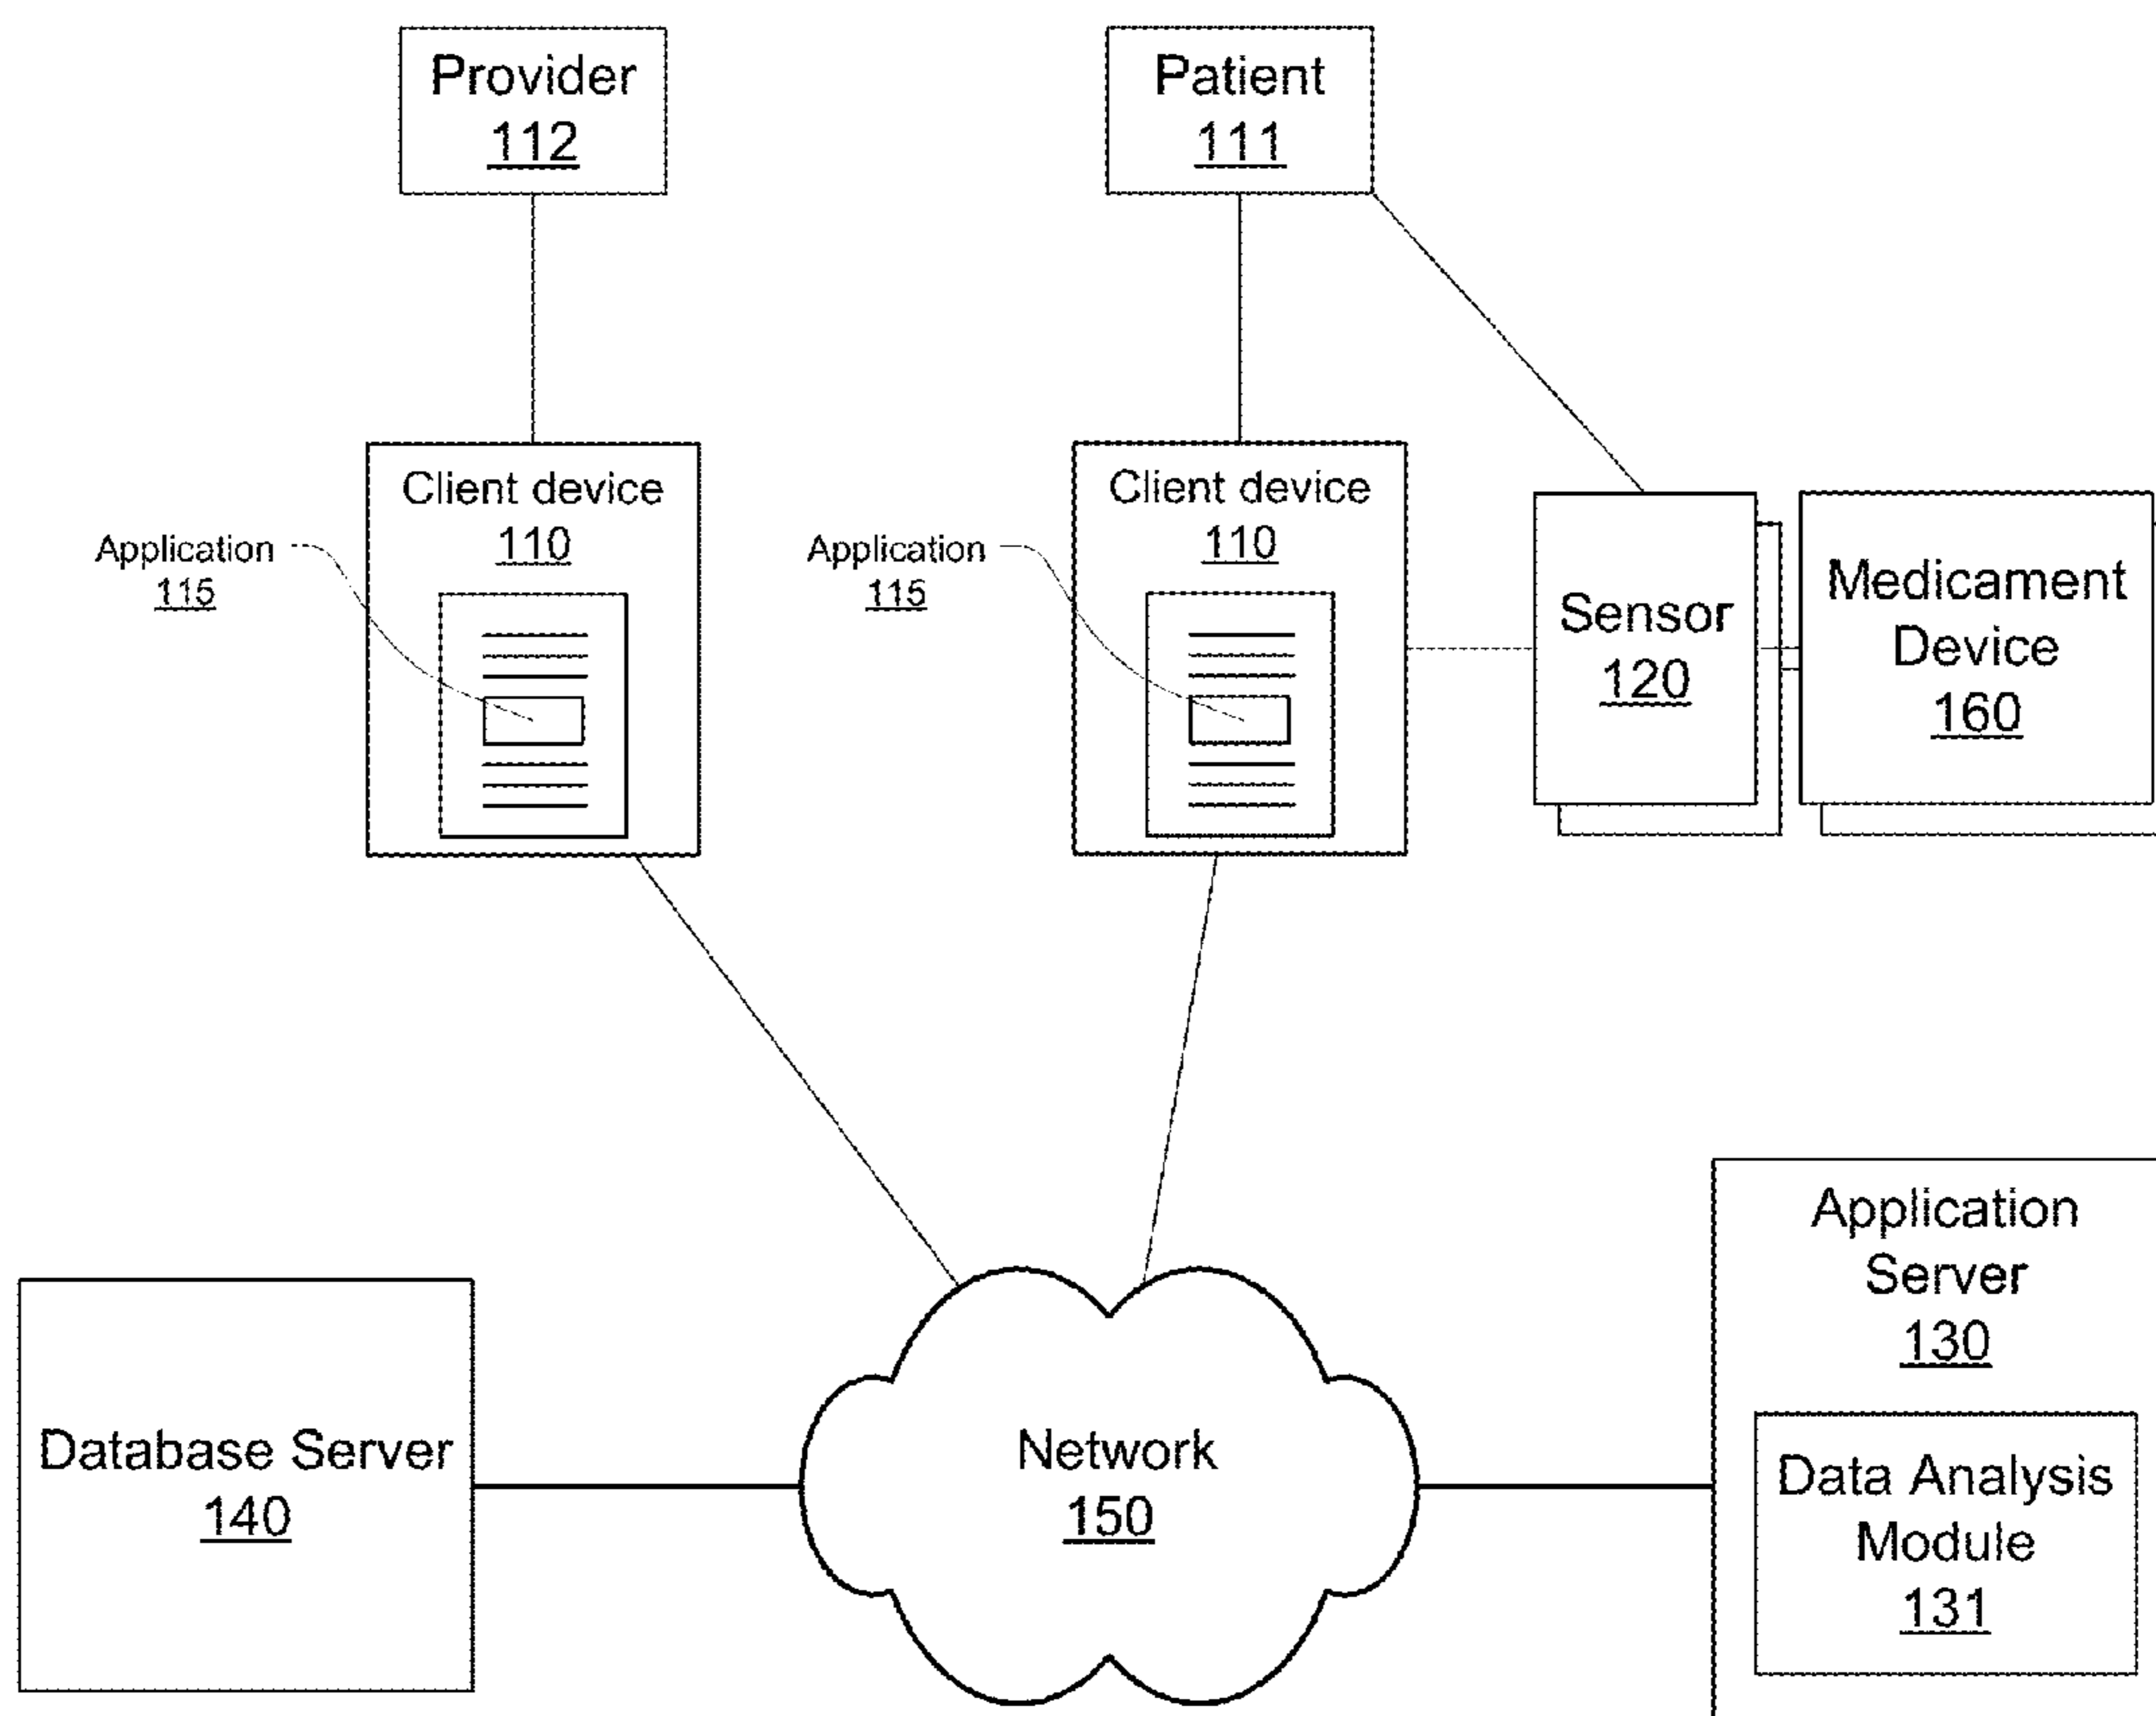 Provider
112
Patient
111
Client device
110
Application
115
Client device
110
Application
115
Sensor
120
Medicament
Device
160
Database Server
140
Network
150
Application
Server
130
Data Analysis
Module
131